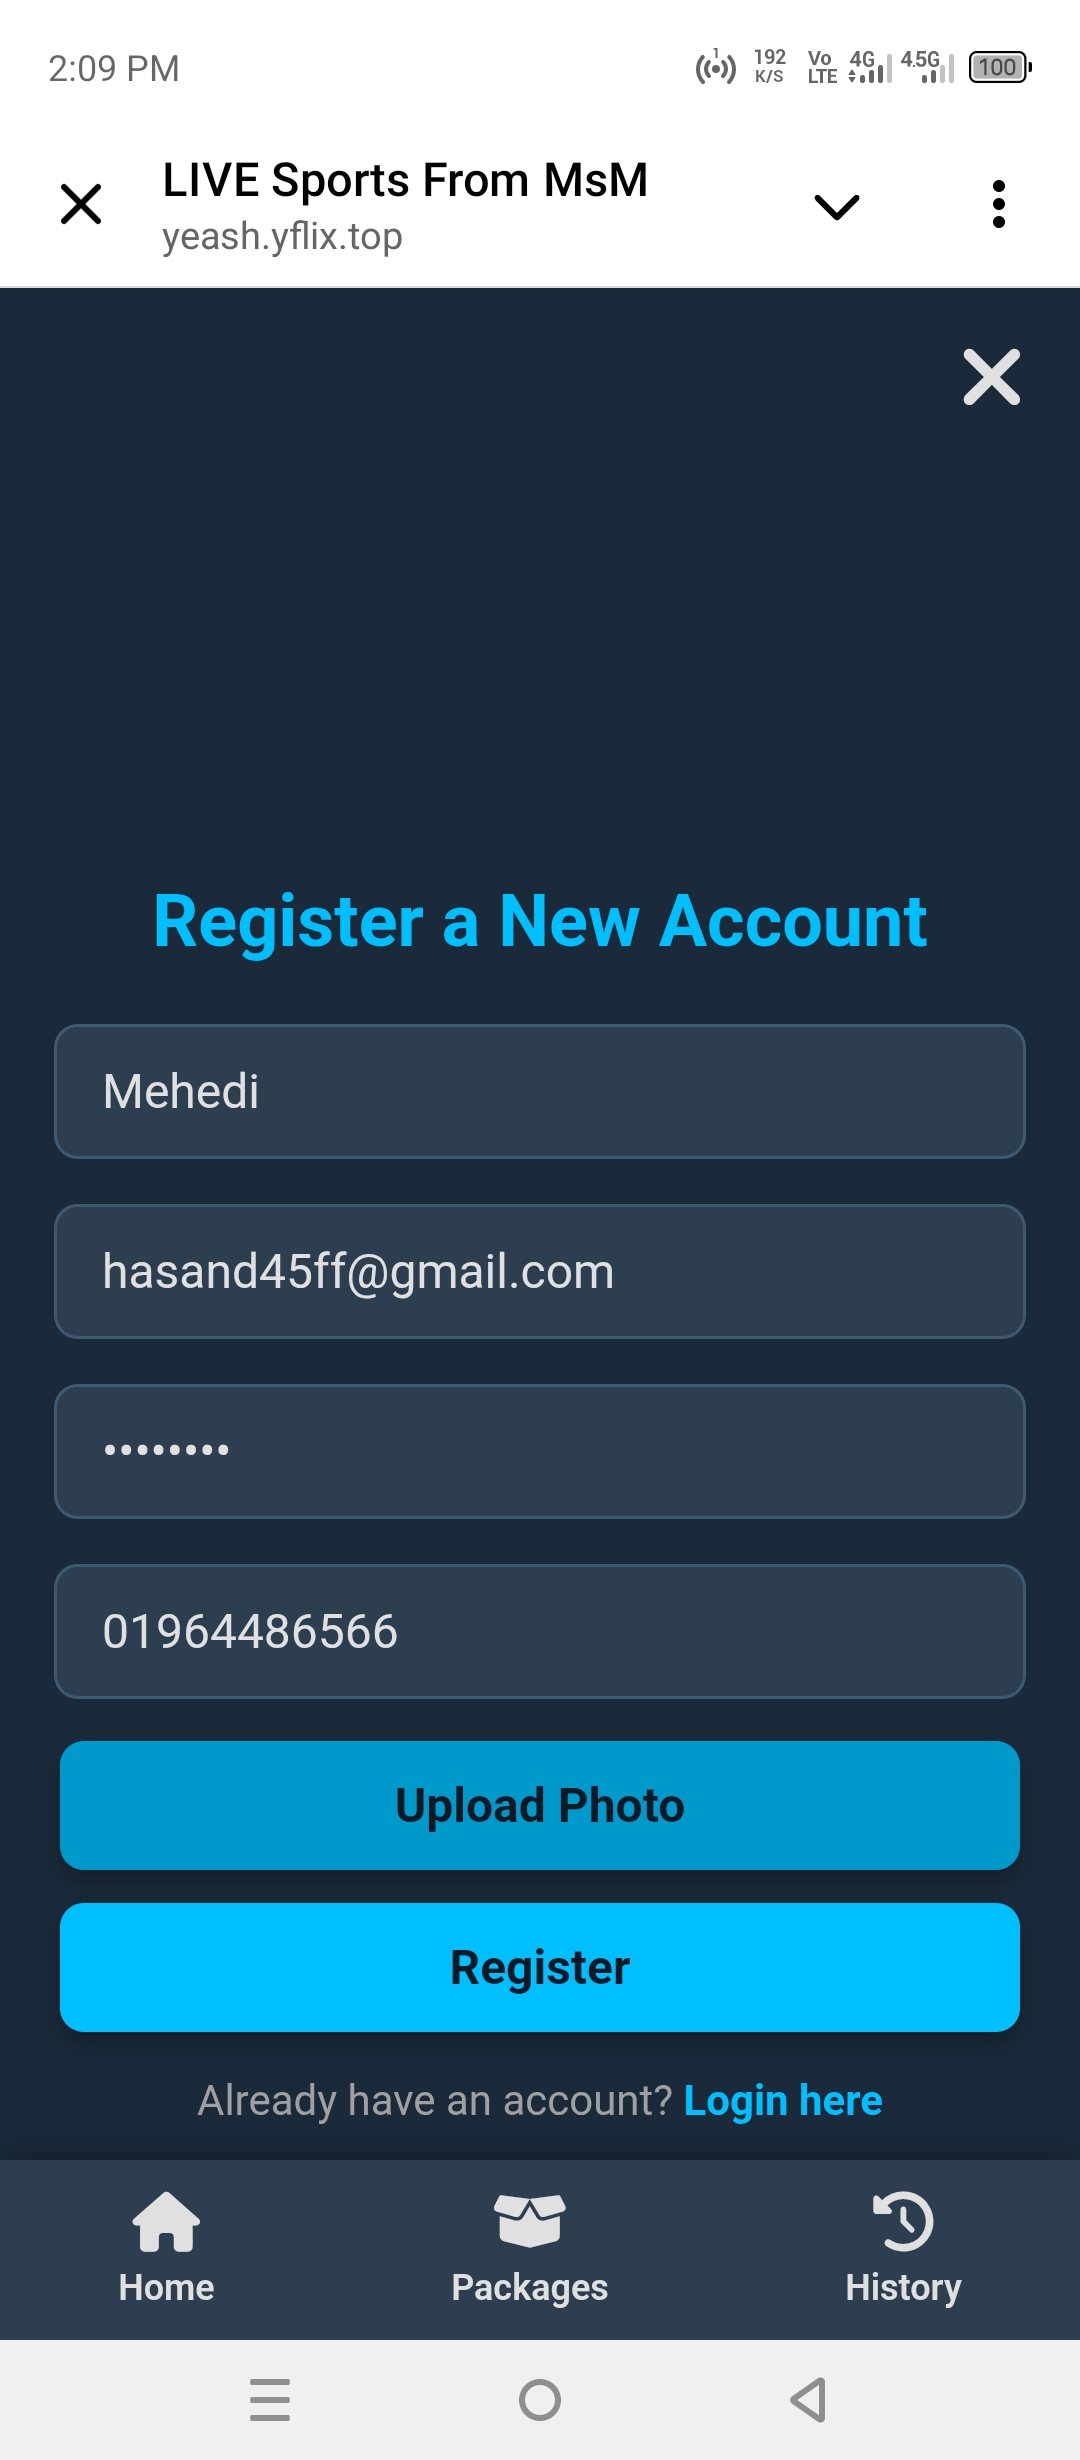 2:09 PM
1
192 K/S
Vo LTE
4G
4.5G
100
LIVE Sports From MsM
yeash.yflix.top
Register a New Account
Mehedi
hasand45ff@gmail.com
••••••••
01964486566
Upload Photo
Register
Already have an account? Login here
Home
Packages
History